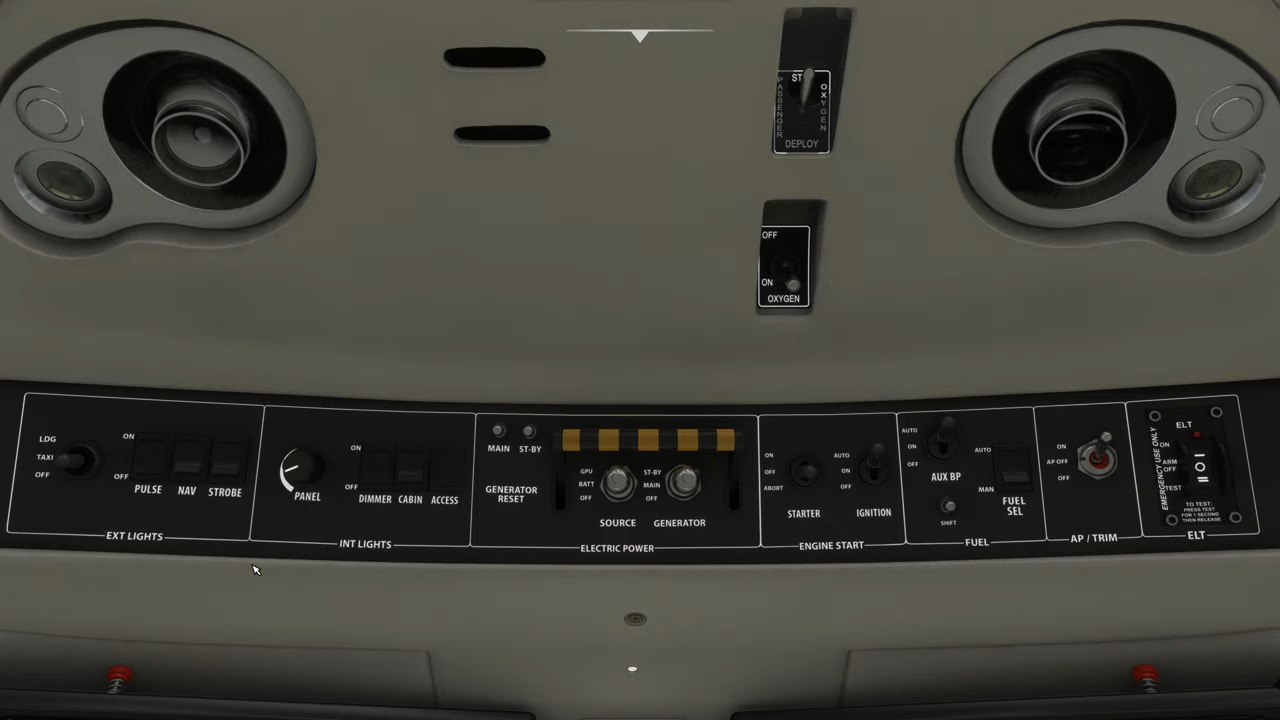 ST
PASSENGER
OXYGEN
DEPLOY
OFF
ON
OXYGEN
LDG
TAXI
OFF
ON
OFF
PULSE
NAV
STROBE
EXT LIGHTS
PANEL
ON
OFF
DIMMER
CABIN
ACCESS
INT LIGHTS
MAIN
ST-BY
GENERATOR
RESET
GPU
BATT
OFF
SOURCE
ST-BY
MAIN
OFF
GENERATOR
ELECTRIC POWER
ON
OFF
ABORT
STARTER
AUTO
ON
OFF
IGNITION
ENGINE START
AUTO
ON
OFF
AUX BP
SHIFT
AUTO
MAN
FUEL
SEL
FUEL
ON
AP OFF
OFF
AP / TRIM
EMERGENCY USE ONLY
ELT
ON
ARM
OFF
TEST
TO TEST:
PRESS TEST
FOR 1 SECOND
THEN RELEASE
ELT